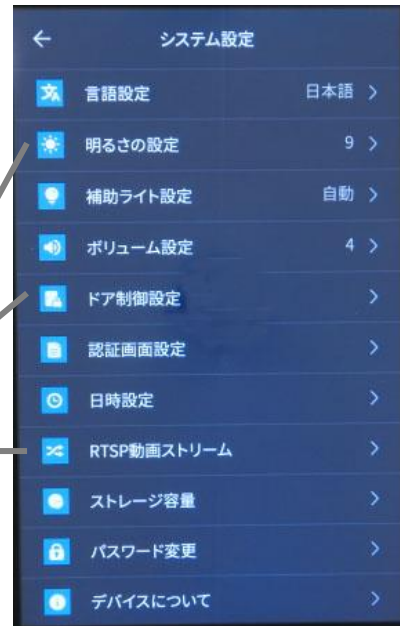 システム設定
言語設定 日本語
明るさの設定 9
補助ライト設定 自動
ボリューム設定 4
ドア制御設定
認証画面設定
日時設定
RTSP動画ストリーム
ストレージ容量
パスワード変更
デバイスについて